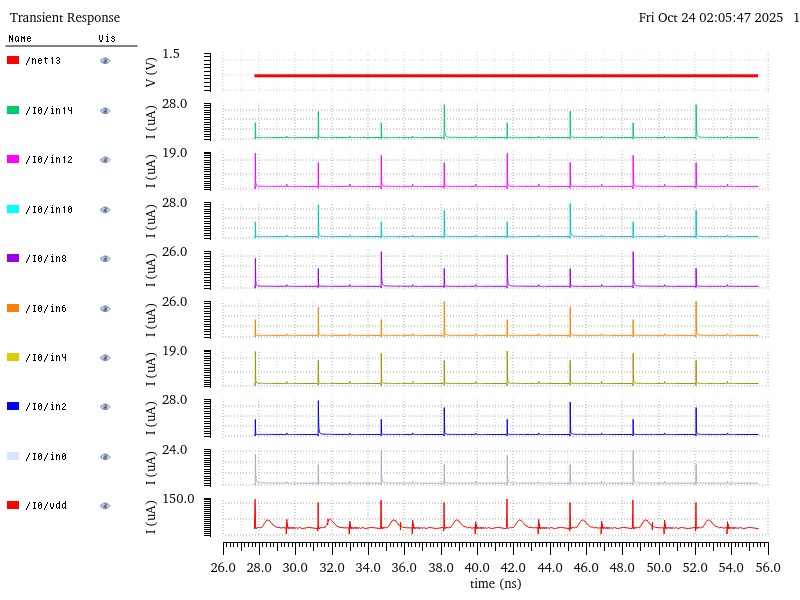 Transient Response
Fri Oct 24 02:05:47 2025 1
Name Vis
/net13
V (V)
1.5
/I0/in14
I (uA)
28.0
/I0/in12
I (uA)
19.0
/I0/in10
I (uA)
28.0
/I0/in8
I (uA)
26.0
/I0/in6
I (uA)
26.0
/I0/in4
I (uA)
19.0
/I0/in2
I (uA)
28.0
/I0/in0
I (uA)
24.0
/I0/vdd
I (uA)
150.0
26.0 28.0 30.0 32.0 34.0 36.0 38.0 40.0 42.0 44.0 46.0 48.0 50.0 52.0 54.0 56.0
time (ns)